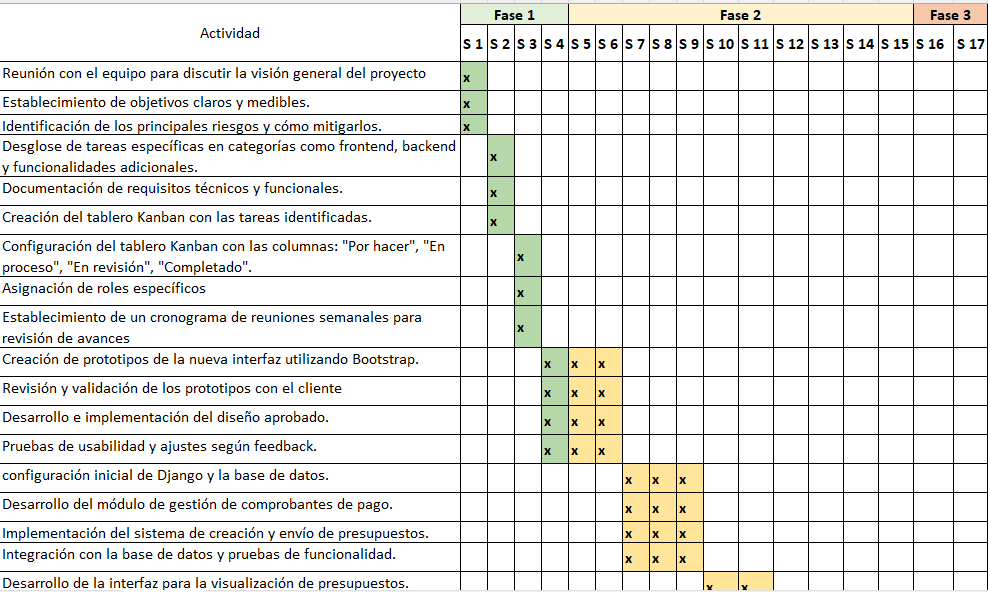 Actividad Fase 1 Fase 2 Fase 3
S 1 S 2 S 3 S 4 S 5 S 6 S 7 S 8 S 9 S 10 S 11 S 12 S 13 S 14 S 15 S 16 S 17
Reunión con el equipo para discutir la visión general del proyecto x
Establecimiento de objetivos claros y medibles. x
Identificación de los principales riesgos y cómo mitigarlos. x
Desglose de tareas específicas en categorías como frontend, backend
y funcionalidades adicionales. x
Documentación de requisitos técnicos y funcionales. x
Creación del tablero Kanban con las tareas identificadas. x
Configuración del tablero Kanban con las columnas: "Por hacer", "En
proceso", "En revisión", "Completado". x
Asignación de roles específicos x
Establecimiento de un cronograma de reuniones semanales para
revisión de avances x
Creación de prototipos de la nueva interfaz utilizando Bootstrap. x x x
Revisión y validación de los prototipos con el cliente x x x
Desarrollo e implementación del diseño aprobado. x x x
Pruebas de usabilidad y ajustes según feedback. x x x
configuración inicial de Django y la base de datos. x x x
Desarrollo del módulo de gestión de comprobantes de pago. x x x
Implementación del sistema de creación y envío de presupuestos. x x x
Integración con la base de datos y pruebas de funcionalidad. x x x
Desarrollo de la interfaz para la visualización de presupuestos. x x